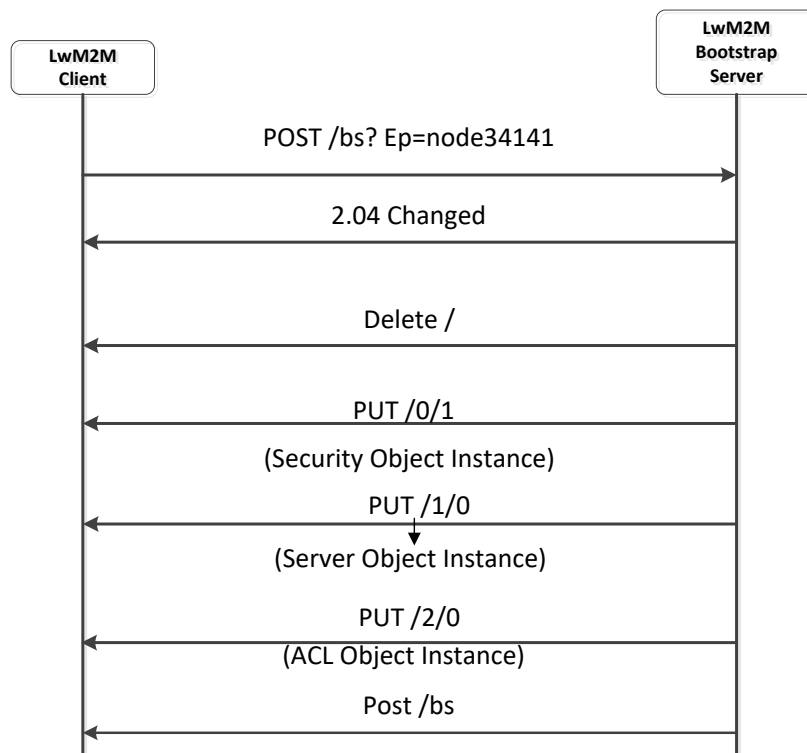 LwM2M
Client
LwM2M
Bootstrap
Server
POST /bs? Ep=node34141
2.04 Changed
Delete /
PUT /0/1
(Security Object Instance)
PUT /1/0
(Server Object Instance)
PUT /2/0
(ACL Object Instance)
Post /bs